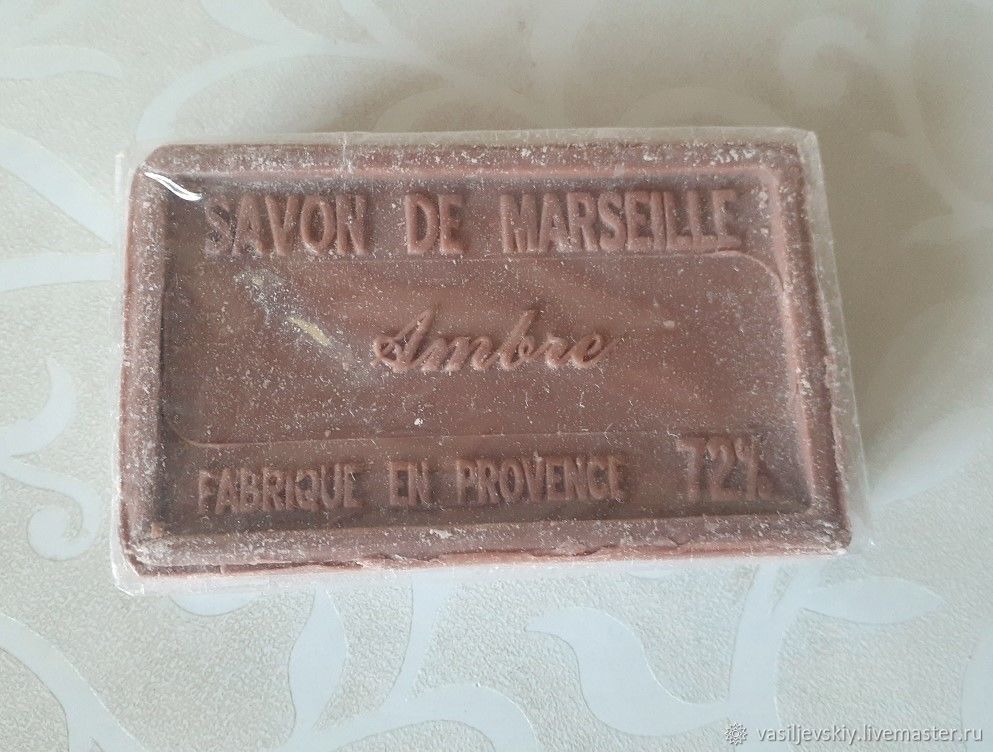 SAVON DE MARSEILLE
Ambre
FABRIQUE EN PROVENCE 72%
vasiljevskiy.livemaster.ru